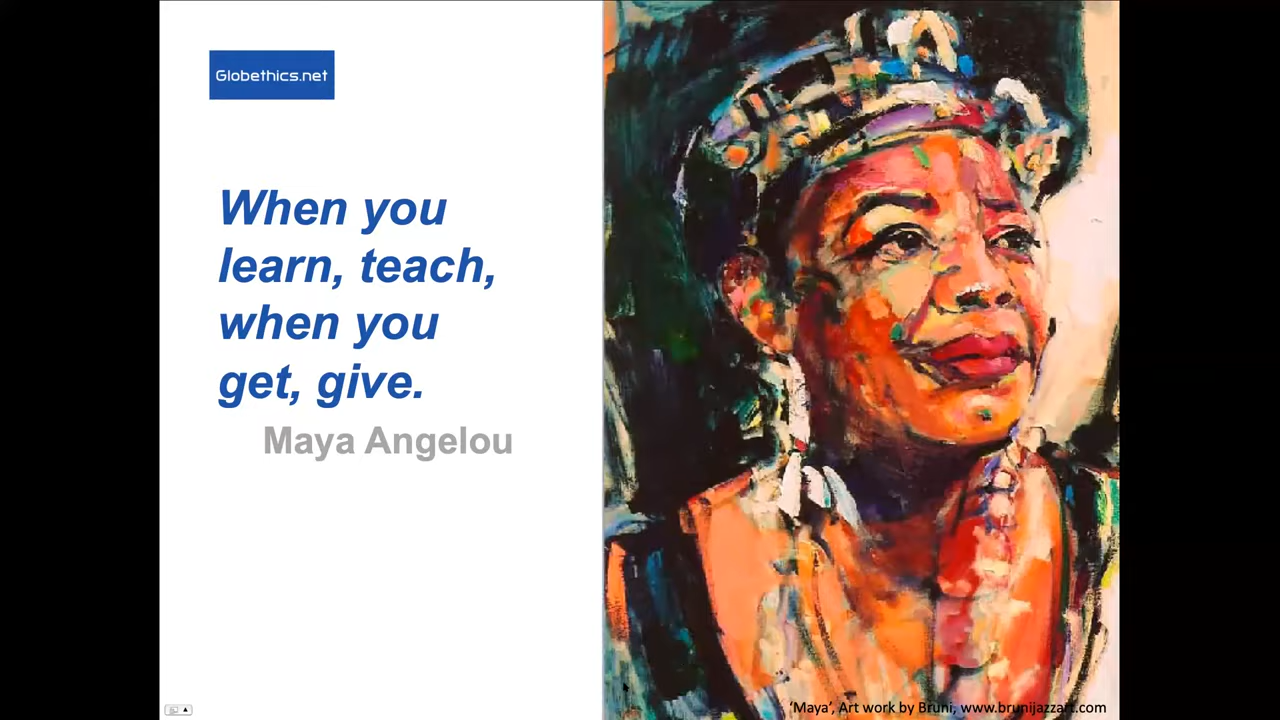 Globethics.net
When you
learn, teach,
when you
get, give.
Maya Angelou
‘Maya’, Art work by Bruni, www.brunijazzart.com